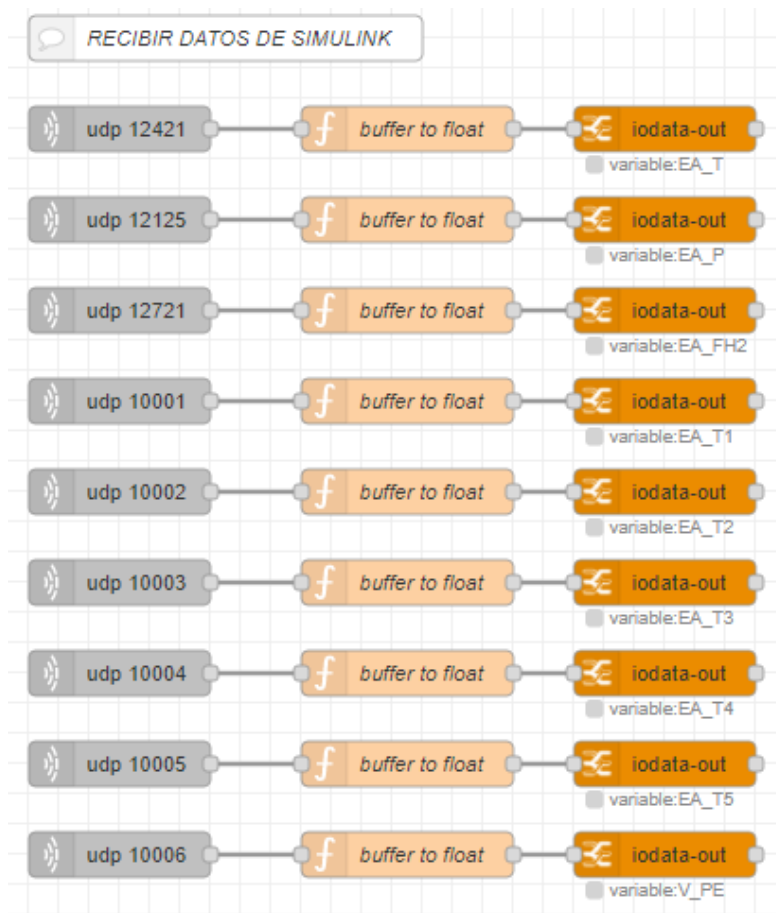 RECIBIR DATOS DE SIMULINK
udp 12421 buffer to float iodata-out
variable:EA_T
udp 12125 buffer to float iodata-out
variable:EA_P
udp 12721 buffer to float iodata-out
variable:EA_FH2
udp 10001 buffer to float iodata-out
variable:EA_T1
udp 10002 buffer to float iodata-out
variable:EA_T2
udp 10003 buffer to float iodata-out
variable:EA_T3
udp 10004 buffer to float iodata-out
variable:EA_T4
udp 10005 buffer to float iodata-out
variable:EA_T5
udp 10006 buffer to float iodata-out
variable:V_PE